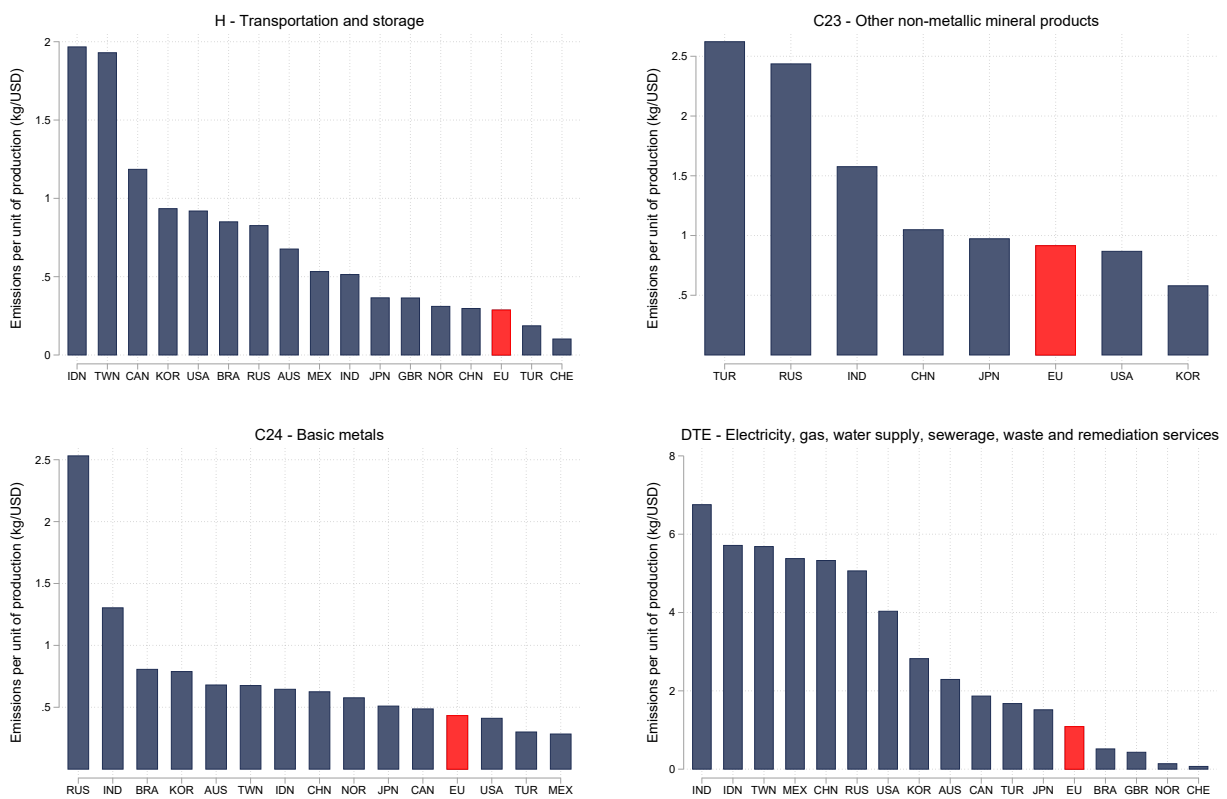 H - Transportation and storage
Emissions per unit of production (kg/USD)
2
1.5
1
.5
0
IDN TWN CAN KOR USA BRA RUS AUS MEX IND JPN GBR NOR CHN EU TUR CHE
C23 - Other non-metallic mineral products
Emissions per unit of production (kg/USD)
2.5
2
1.5
1
.5
TUR RUS IND CHN JPN EU USA KOR
C24 - Basic metals
Emissions per unit of production (kg/USD)
2.5
2
1.5
1
.5
RUS IND BRA KOR AUS TWN IDN CHN NOR JPN CAN EU USA TUR MEX
DTE - Electricity, gas, water supply, sewerage, waste and remediation services
Emissions per unit of production (kg/USD)
8
6
4
2
0
IND IDN TWN MEX CHN RUS USA KOR AUS CAN TUR JPN EU BRA GBR NOR CHE